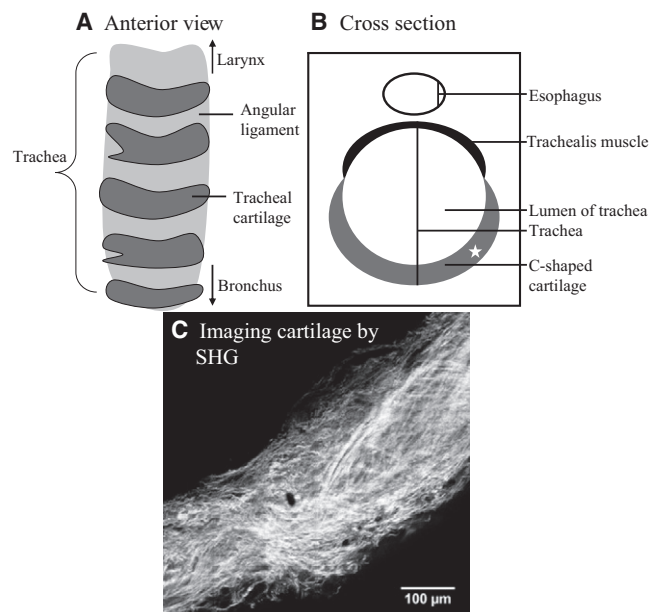 A Anterior view
Larynx
Angular
ligament
Trachea
Tracheal
cartilage
Bronchus
B Cross section
Esophagus
Trachealis muscle
Lumen of trachea
Trachea
C-shaped
cartilage
C Imaging cartilage by
SHG
100 µm